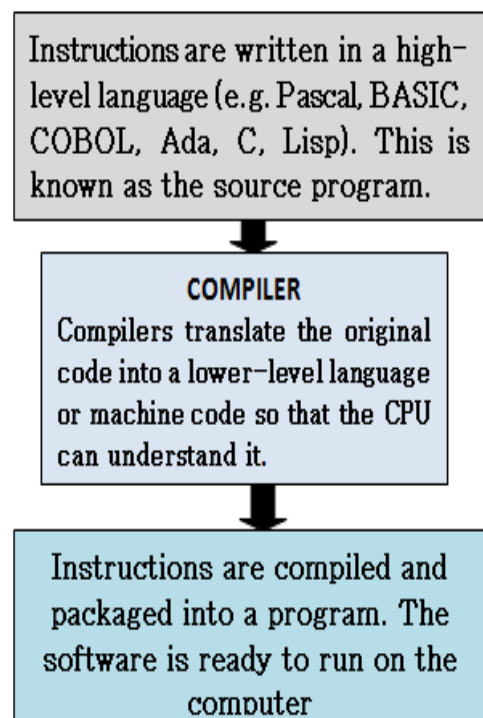 Instructions are written in a high-
level language (e.g. Pascal, BASIC,
COBOL, Ada, C, Lisp). This is
known as the source program.
COMPILER
Compilers translate the original
code into a lower-level language
or machine code so that the CPU
can understand it.
Instructions are compiled and
packaged into a program. The
software is ready to run on the
computer